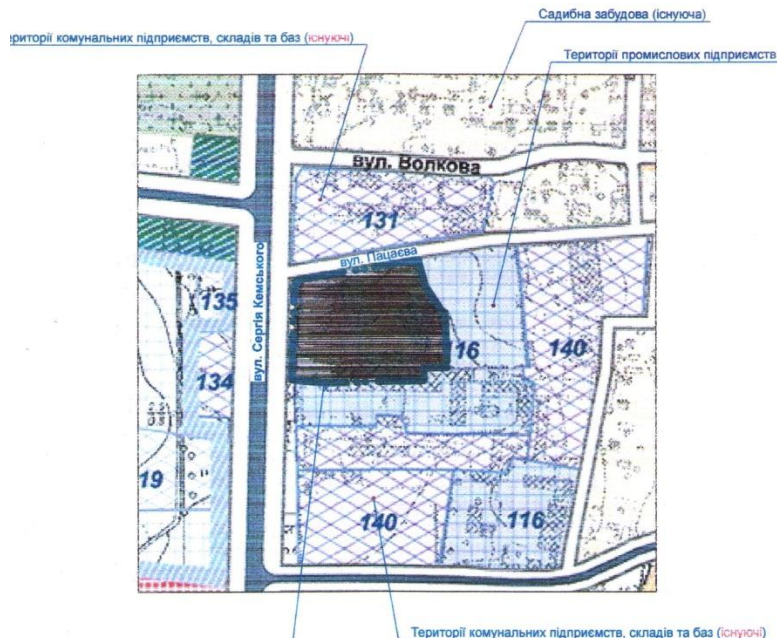 Садибна забудова (існуюча)
ериторії комунальних підприємств, складів та баз (існуючі)
Території промислових підприємств
вул. Волкова
131
вул. Пацаєва
135
вул. Сергія Кемського
16
140
134
19
140
116
Території комунальних підприємств, складів та баз (існуючі)